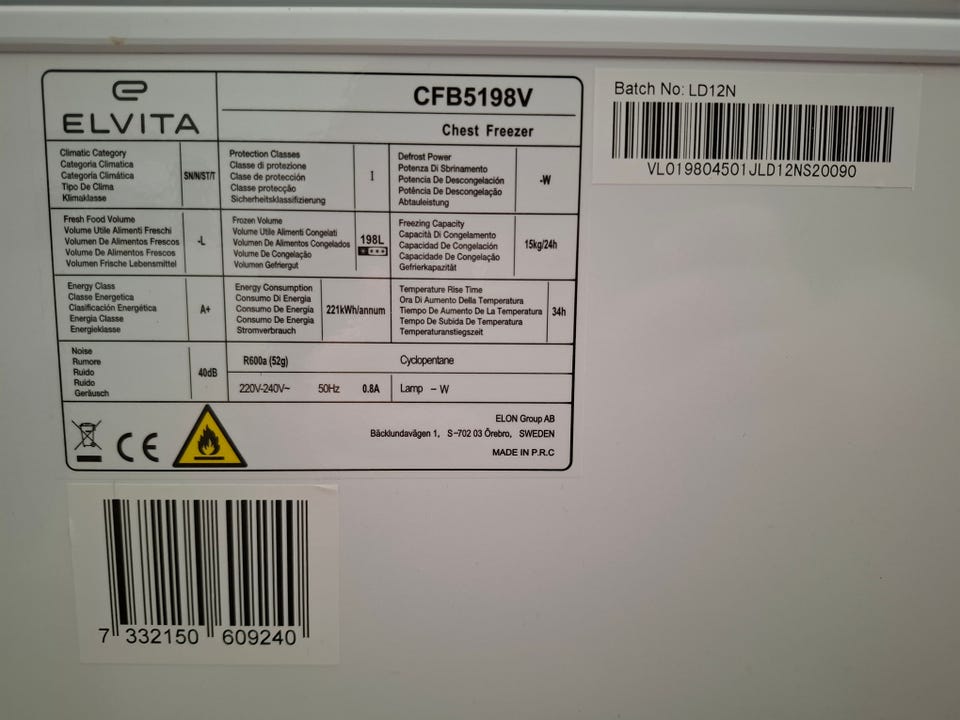 ELVITA
CFB5198V
Chest Freezer
Climatic Category
Categoria Climatica
Categoría Climática
Tipo De Clima
Klimaklasse
SN/N/ST/T
Protection Classes
Classe di protezione
Clase de protección
Classe protecção
Sicherheitsklassifizierung
I
Defrost Power
Potenza Di Sbrinamento
Potencia De Descongelación
Potência De Descongelação
Abtauleistung
-W
Fresh Food Volume
Volume Utile Alimenti Freschi
Volumen De Alimentos Frescos
Volume De Alimentos Frescos
Volumen Frische Lebensmittel
-L
Frozen Volume
Volume Utile Alimenti Congelati
Volumen De Alimentos Congelados
Volume De Congelação
Volumen Gefriergut
198L
Freezing Capacity
Capacità Di Congelamento
Capacidad De Congelación
Capacidade De Congelação
Gefrierkapazität
15kg/24h
Energy Class
Classe Energetica
Clasificación Energética
Energia Classe
Energieklasse
A+
Energy Consumption
Consumo Di Energia
Consumo De Energia
Consumo De Energia
Stromverbrauch
221kWh/annum
Temperature Rise Time
Ora Di Aumento Della Temperatura
Tiempo De Aumento De La Temperatura
Tempo De Subida De Temperatura
Temperaturanstiegszeit
34h
Noise
Rumore
Ruido
Ruído
Geräusch
40dB
R600a (52g)
Cyclopentane
220V-240V~ 50Hz 0.8A
Lamp - W
CE
ELON Group AB
Bäcklundavägen 1, S-702 03 Örebro, SWEDEN
MADE IN P.R.C
Batch No: LD12N
VL019804501JLD12NS20090
7 332150 609240